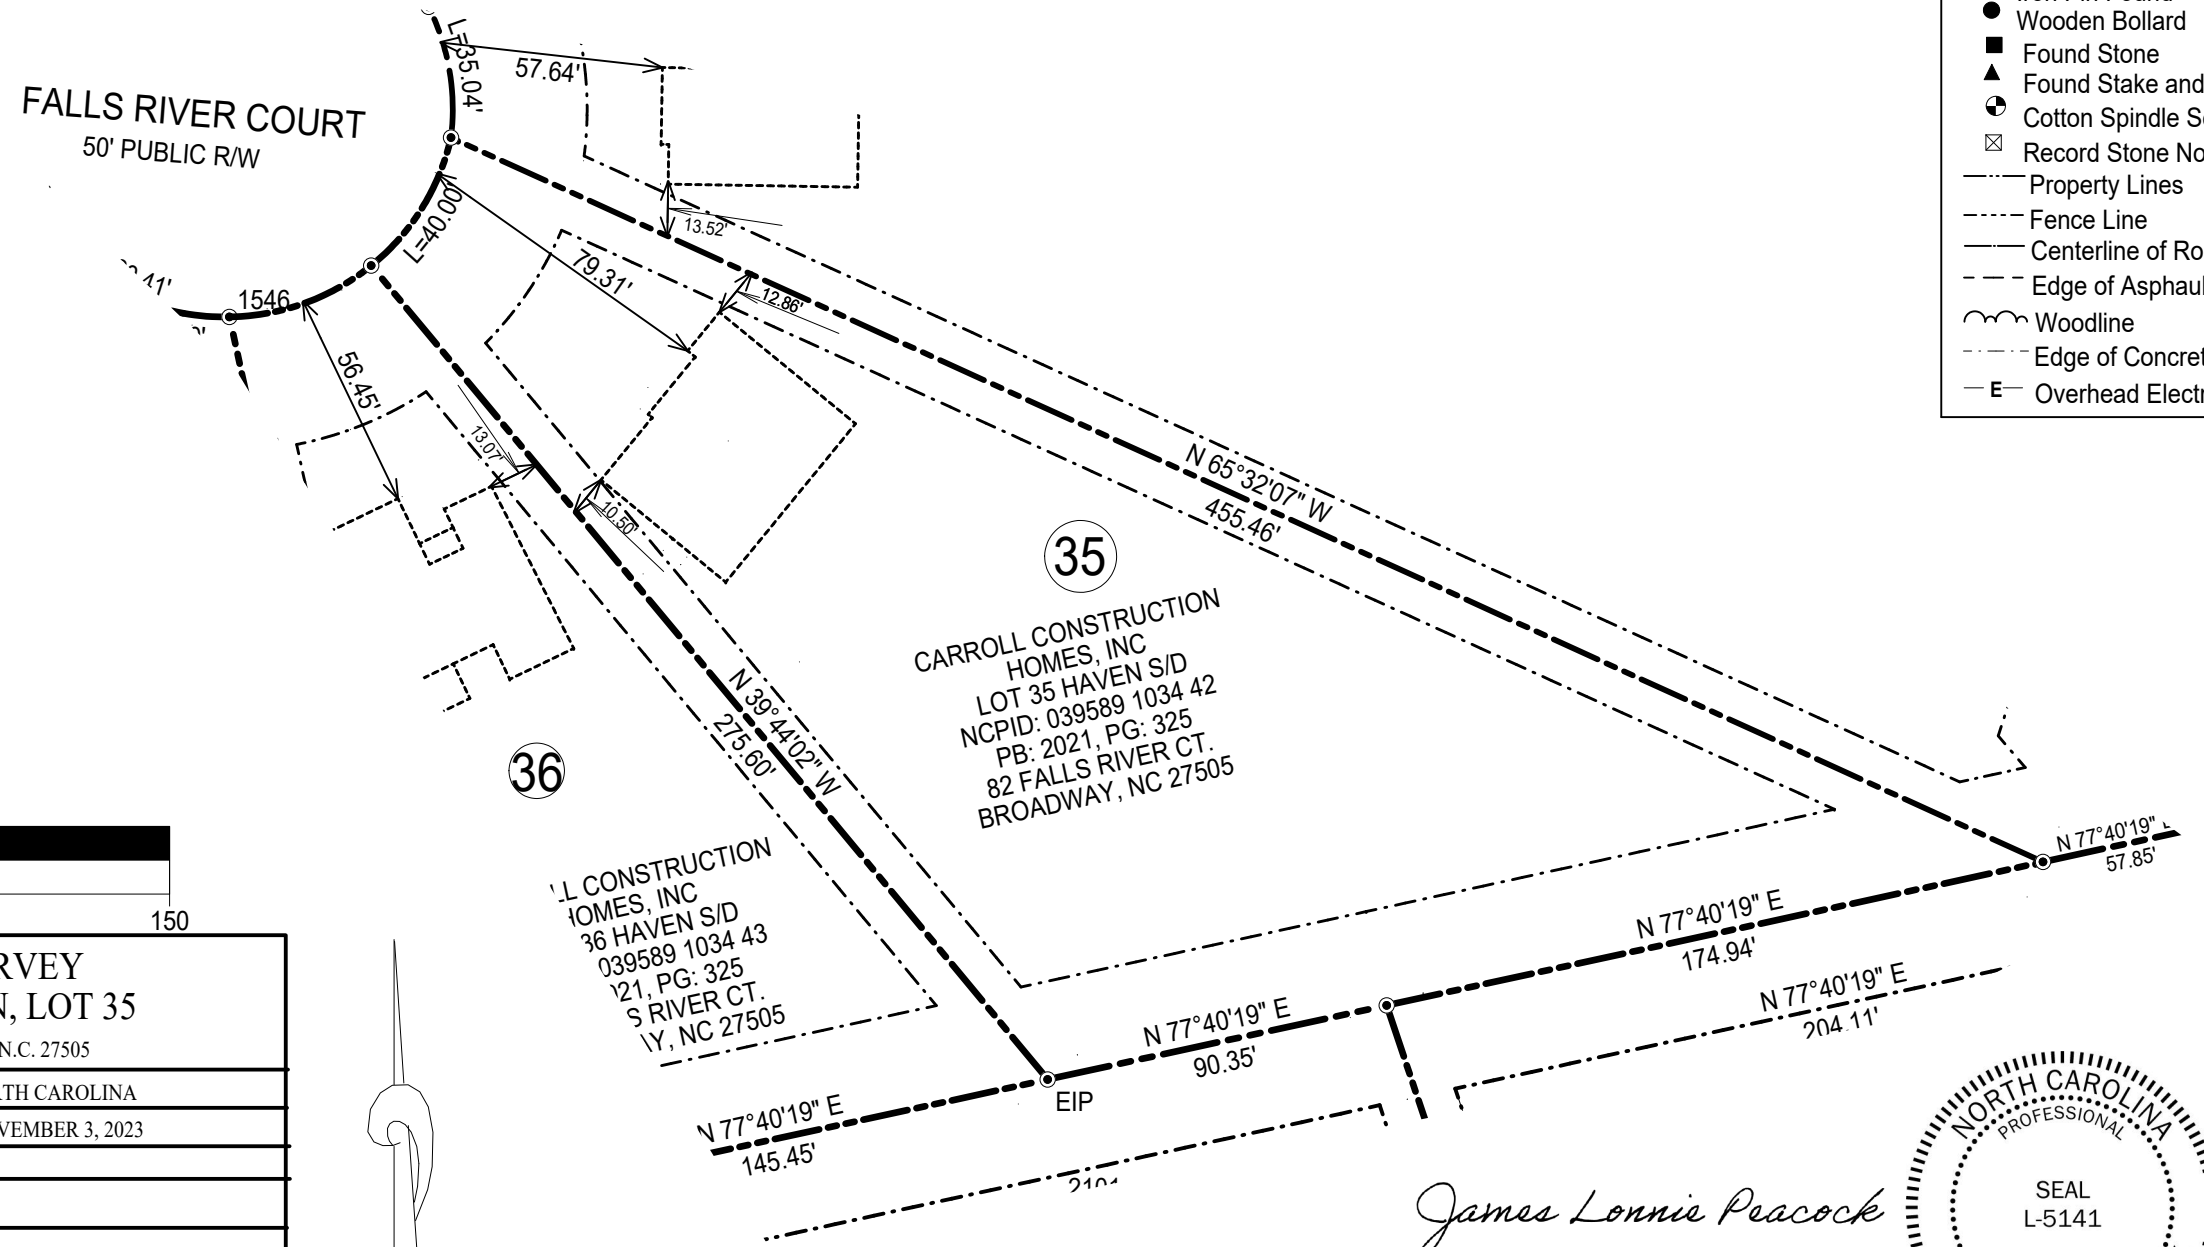 FALLS RIVER COURT
50' PUBLIC R/W
L=35.04'
57.64'
L=40.00'
79.31'
13.52'
12.86'
1546
56.45'
13.07'
10.50'
N 65°32'07" W
455.46'
35
CARROLL CONSTRUCTION
HOMES, INC
LOT 35 HAVEN S/D
NCPID: 039589 1034 42
PB: 2021, PG: 325
82 FALLS RIVER CT.
BROADWAY, NC 27505
N 39°44'02" W
275.60'
36
LL CONSTRUCTION
HOMES, INC
36 HAVEN S/D
039589 1034 43
21, PG: 325
S RIVER CT.
Y, NC 27505
N 77°40'19" E
57.85'
N 77°40'19" E
174.94'
N 77°40'19" E
204.11'
N 77°40'19" E
90.35'
EIP
N 77°40'19" E
145.45'
Wooden Bollard
Found Stone
Found Stake and
Cotton Spindle S
Record Stone No
Property Lines
Fence Line
Centerline of Ro
Edge of Asphaul
Woodline
Edge of Concret
E Overhead Electr
150
RVEY
N, LOT 35
N.C. 27505
RTH CAROLINA
VEMBER 3, 2023
James Lonnie Peacock
NORTH CAROLINA
PROFESSIONAL
SEAL
L-5141